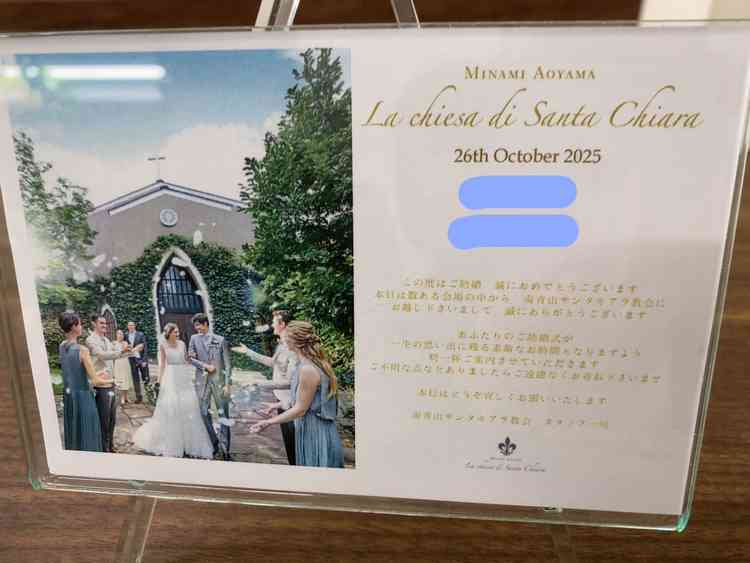 MINAMI AOYAMA
La chiesa di Santa Chiara
26th October 2025
この度はご結婚　誠におめでとうございます
本日は数ある会場の中から　南青山サンタキアラ教会に
お越し下さいまして　誠にありがとうございます
おふたりのご結婚式が
一生の思い出に残る素敵なお時間となりますよう
精一杯ご案内させていただきます
ご不明な点などありましたらご遠慮なくお尋ね下さいませ
本日はどうぞ宜しくお願いいたします
南青山サンタキアラ教会　スタッフ一同
La chiesa di Santa Chiara